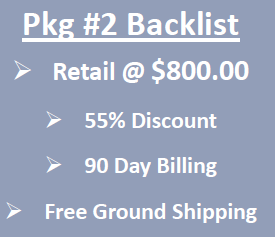 Pkg #2 Backlist
➢ Retail @ $800.00
➢ 55% Discount
➢ 90 Day Billing
➢ Free Ground Shipping